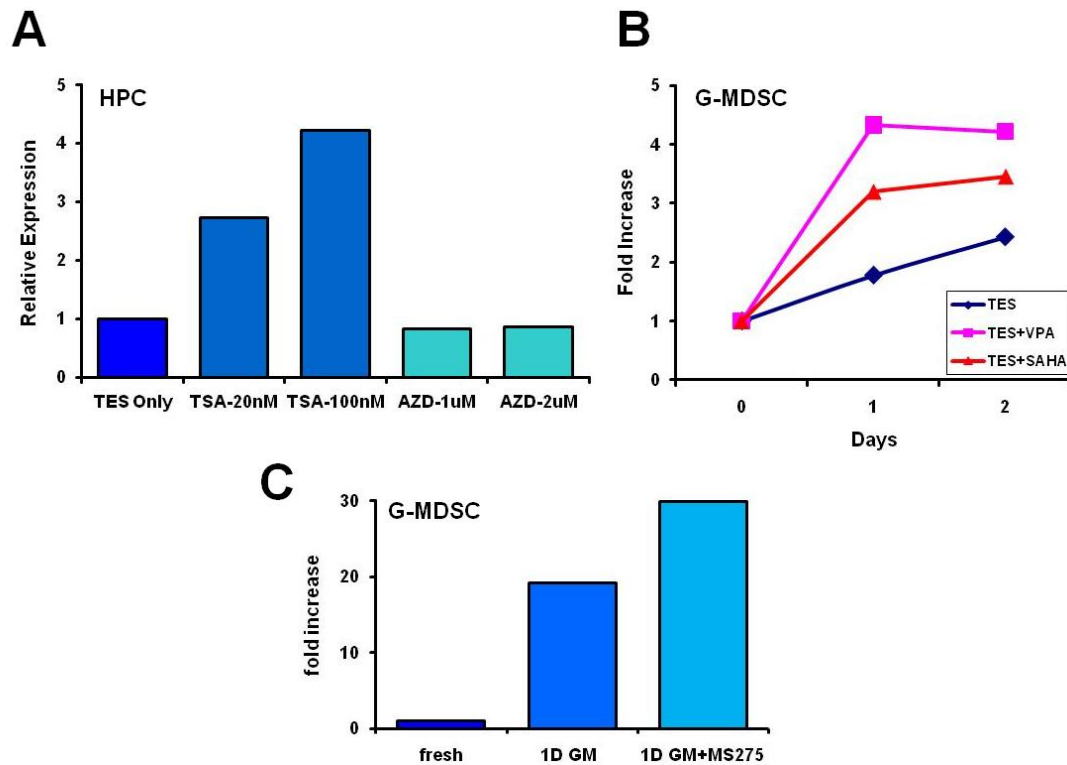 A
HPC
Relative Expression
5
4
3
2
1
0
TES Only TSA-20nM TSA-100nM AZD-1uM AZD-2uM
B
G-MDSC
Fold Increase
5
4
3
2
1
0
TES
TES+VPA
TES+SAHA
0 1 2
Days
C
G-MDSC
fold increase
30
20
10
0
fresh 1D GM 1D GM+MS275